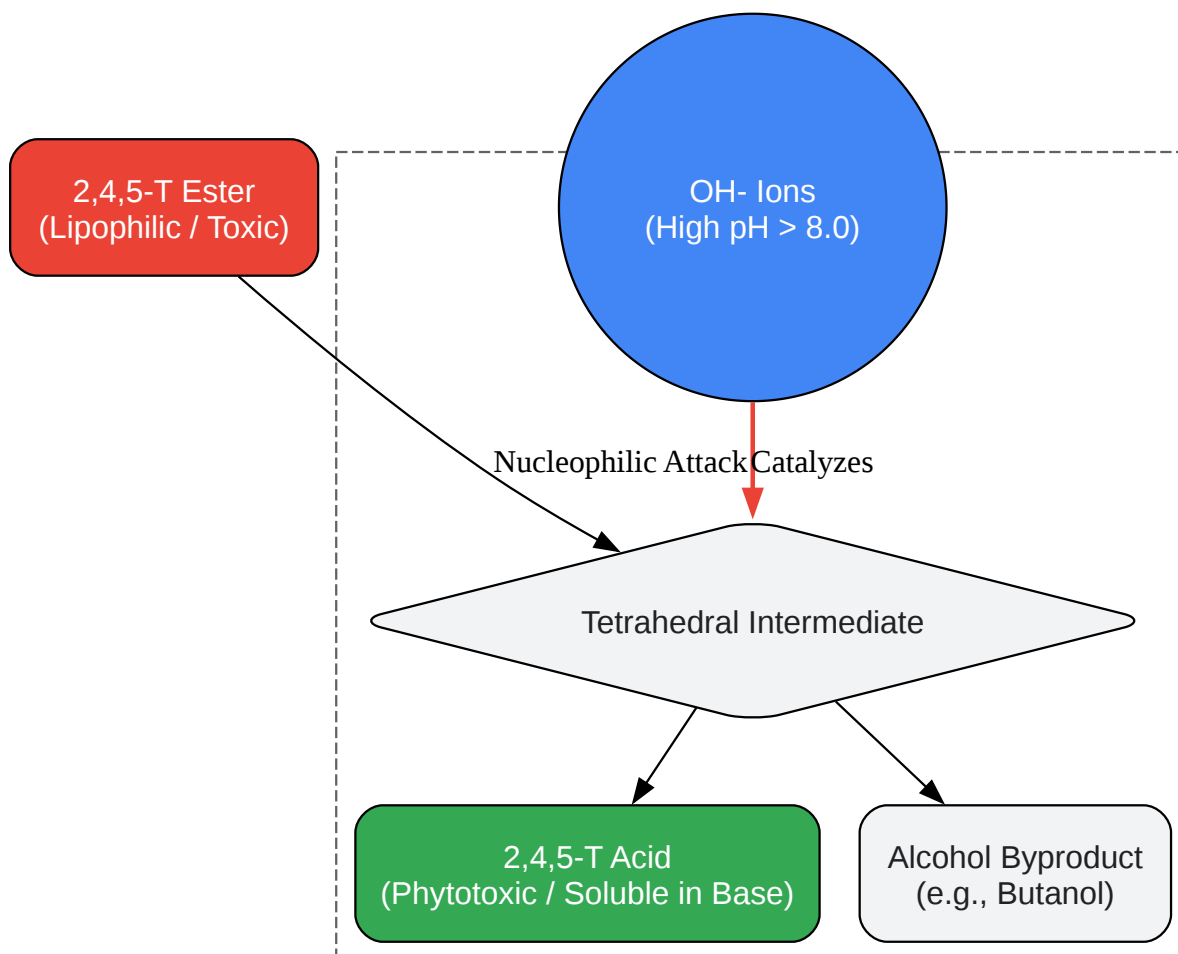 2,4,5-T Ester
(Lipophilic / Toxic)
OH- Ions
(High pH > 8.0)
Nucleophilic Attack
Catalyzes
Tetrahedral Intermediate
2,4,5-T Acid
(Phytotoxic / Soluble in Base)
Alcohol Byproduct
(e.g., Butanol)